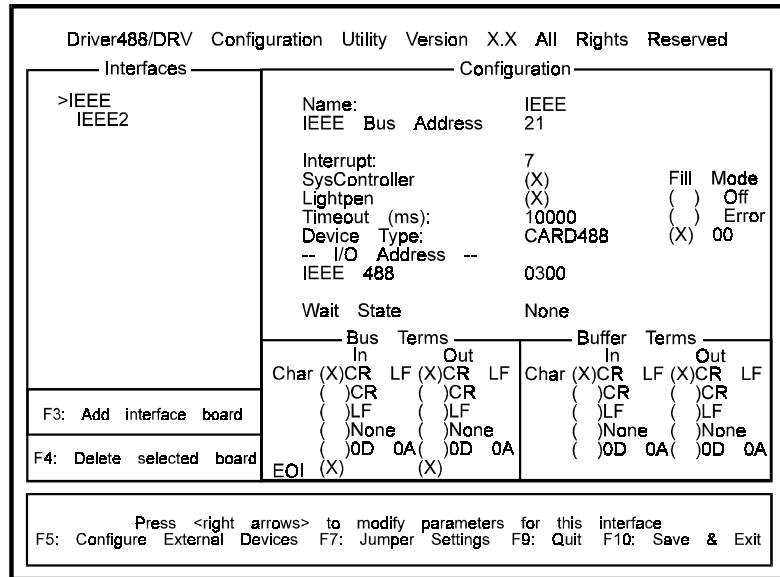 Driver488/DRV Configuration Utility Version X.X All Rights Reserved
Interfaces
>IEEE
IEEE2
F3: Add interface board
F4: Delete selected board
Configuration
Name: IEEE
IEEE Bus Address 21
Interrupt: 7
SysController (X) Fill Mode
Lightpen (X) ( ) Off
Timeout (ms): 10000 ( ) Error
Device Type: CARD488 (X) 00
-- I/O Address --
IEEE 488 0300
Wait State None
Bus Terms
In Out
Char (X)CR LF (X)CR LF
( )CR ( )CR
( )LF ( )LF
( )None ( )None
( )0D 0A( )0D 0A
EOI (X) (X)
Buffer Terms
In Out
Char (X)CR LF (X)CR LF
( )CR ( )CR
( )LF ( )LF
( )None ( )None
( )0D 0A( )0D 0A
Press <right arrows> to modify parameters for this interface
F5: Configure External Devices F7: Jumper Settings F9: Quit F10: Save & Exit